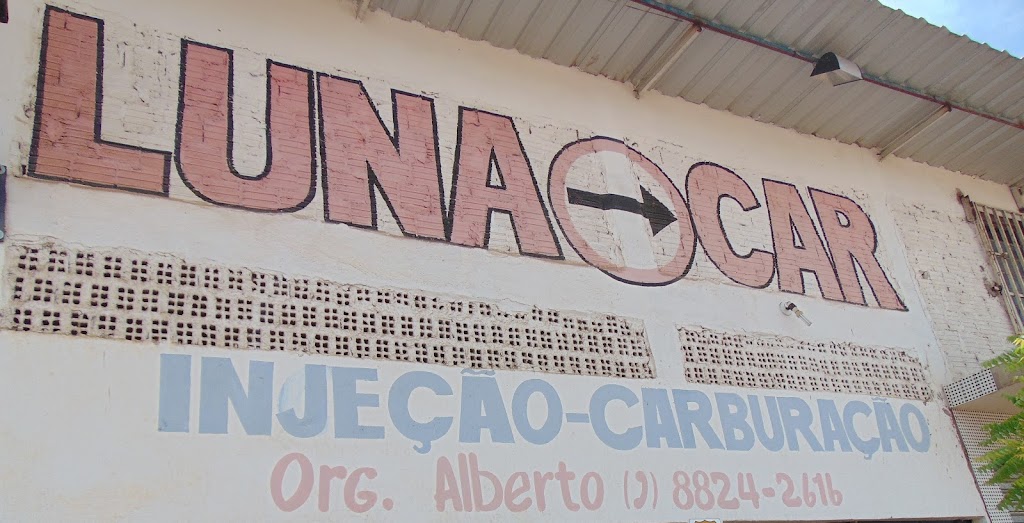 LUNA CAR
INJEÇÃO-CARBURAÇÃO
Org. Alberto (J) 8824-2616